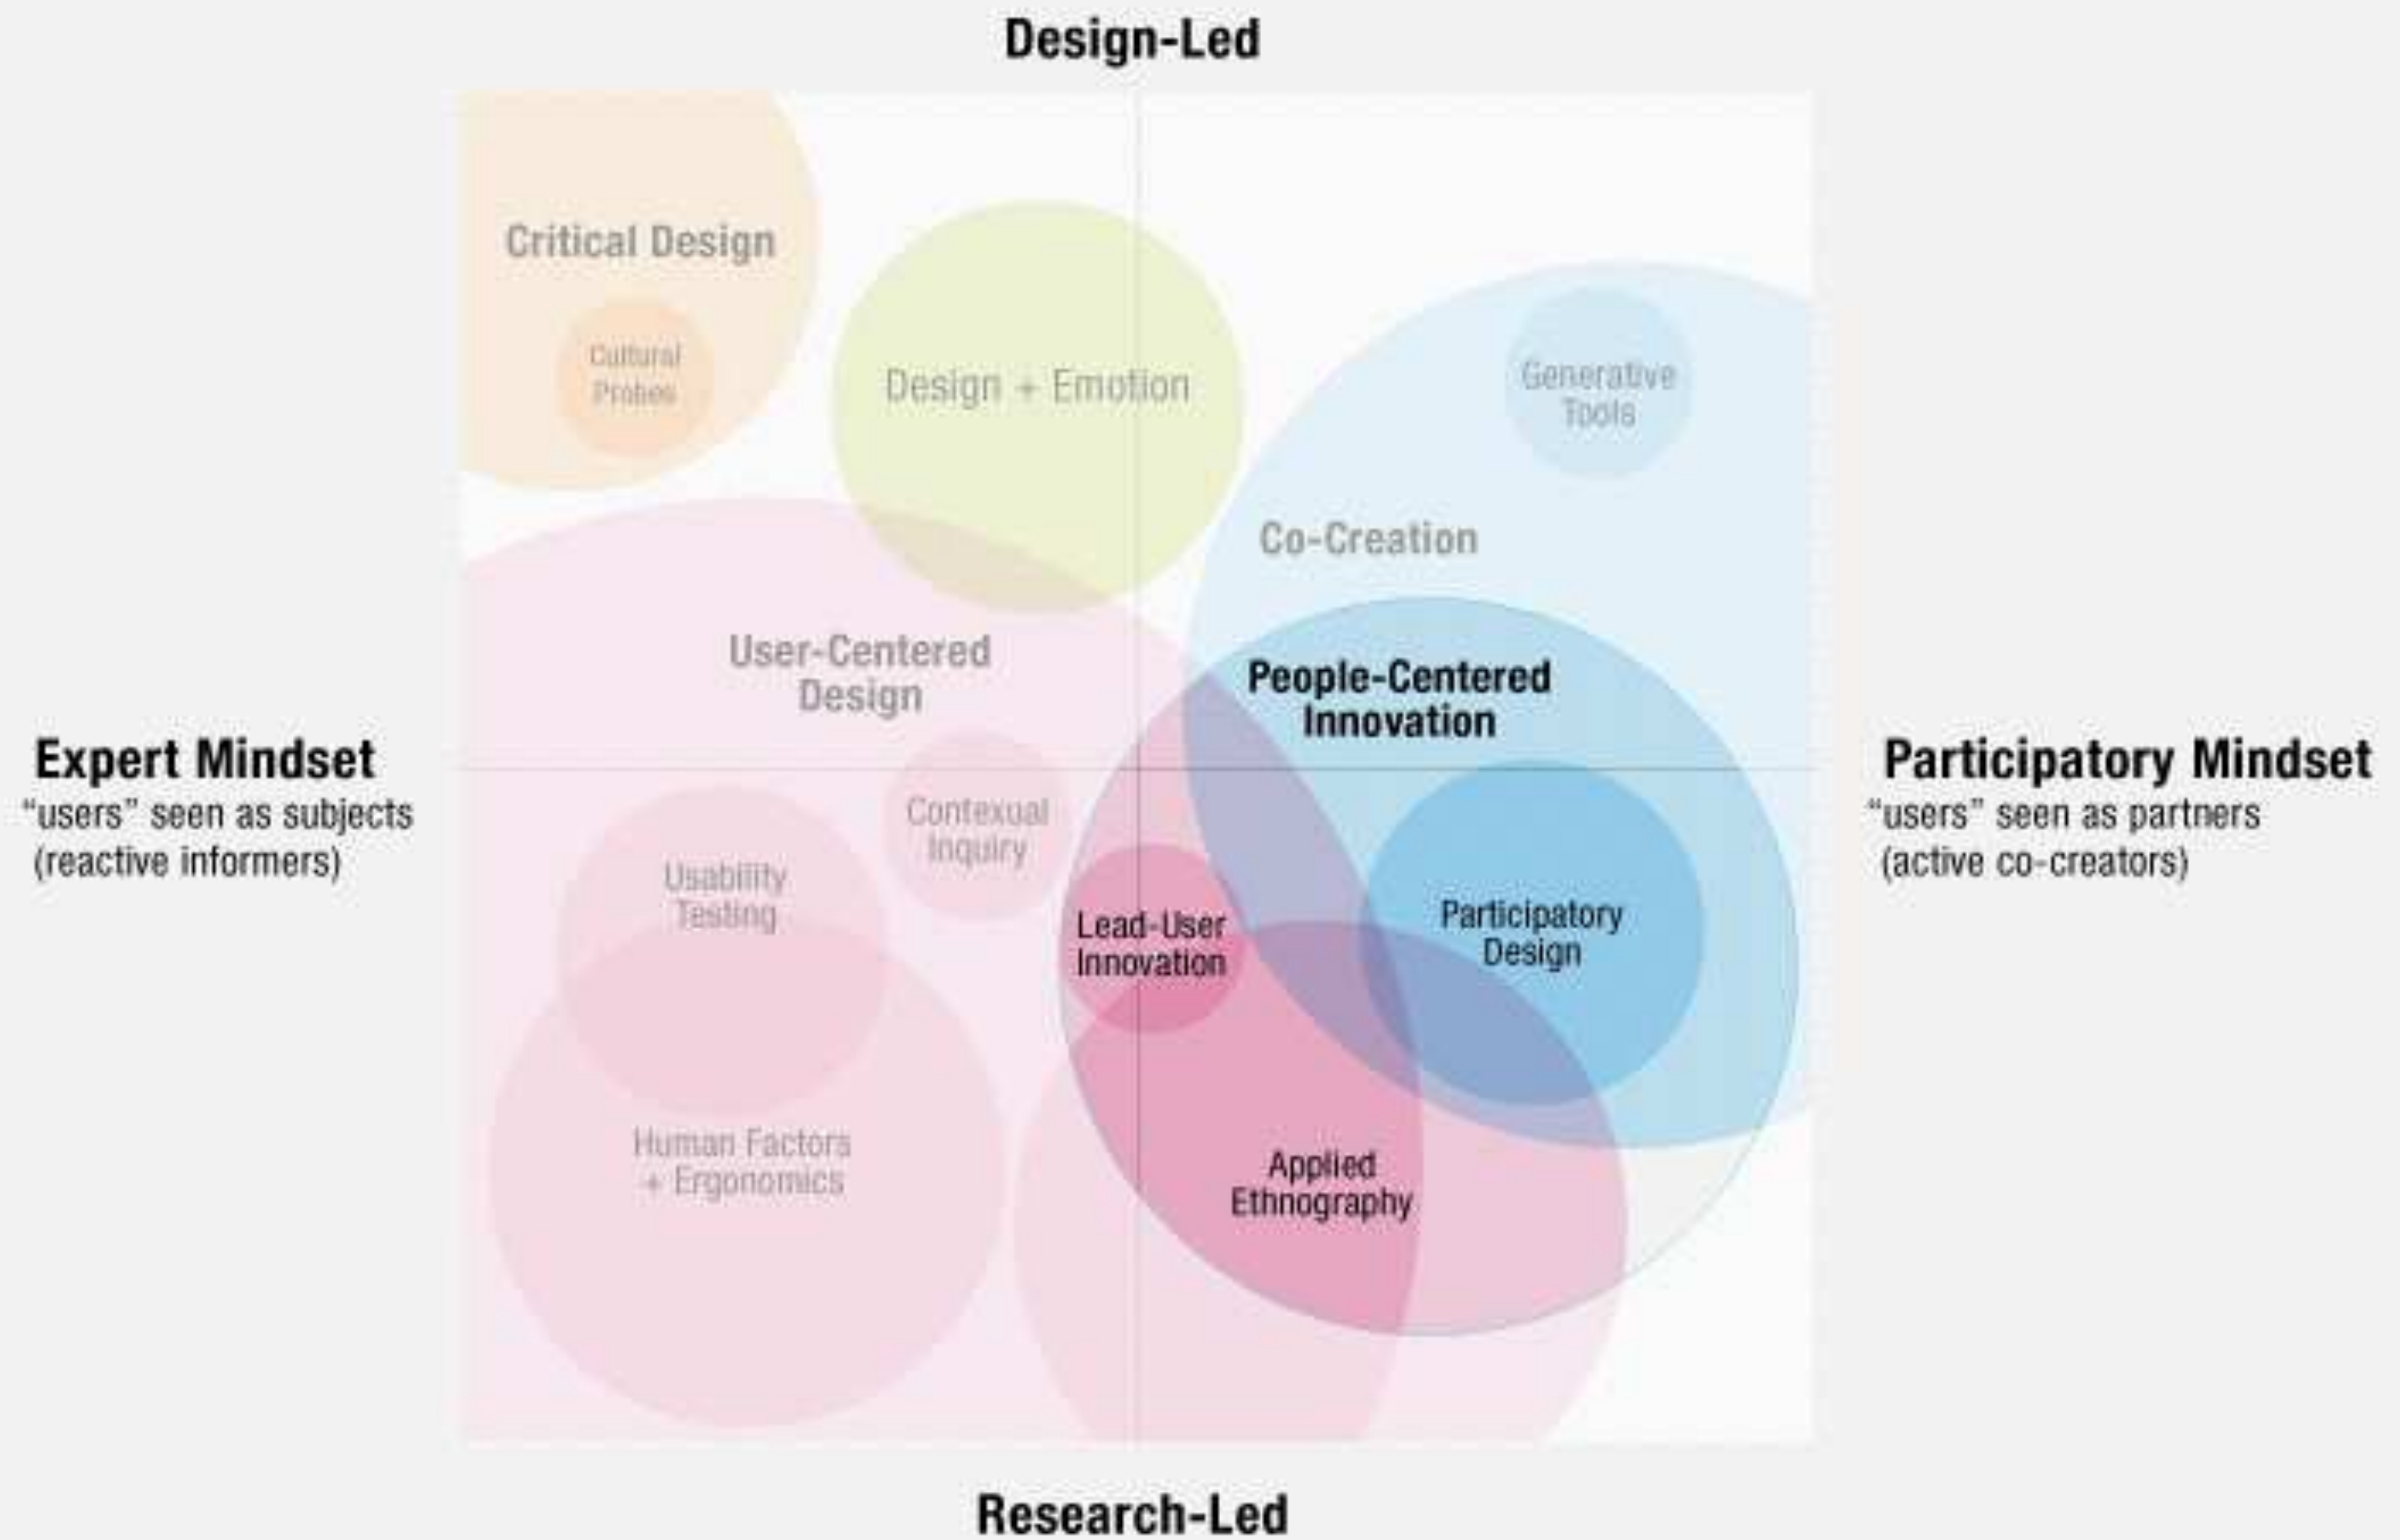 Design-Led
Critical Design
Cultural
Probes
Design + Emotion
Generative
Tools
Co-Creation
User-Centered
Design
People-Centered
Innovation
Expert Mindset
“users” seen as subjects
(reactive informers)
Participatory Mindset
“users” seen as partners
(active co-creators)
Contexual
Inquiry
Usability
Testing
Lead-User
Innovation
Participatory
Design
Human Factors
+ Ergonomics
Applied
Ethnography
Research-Led